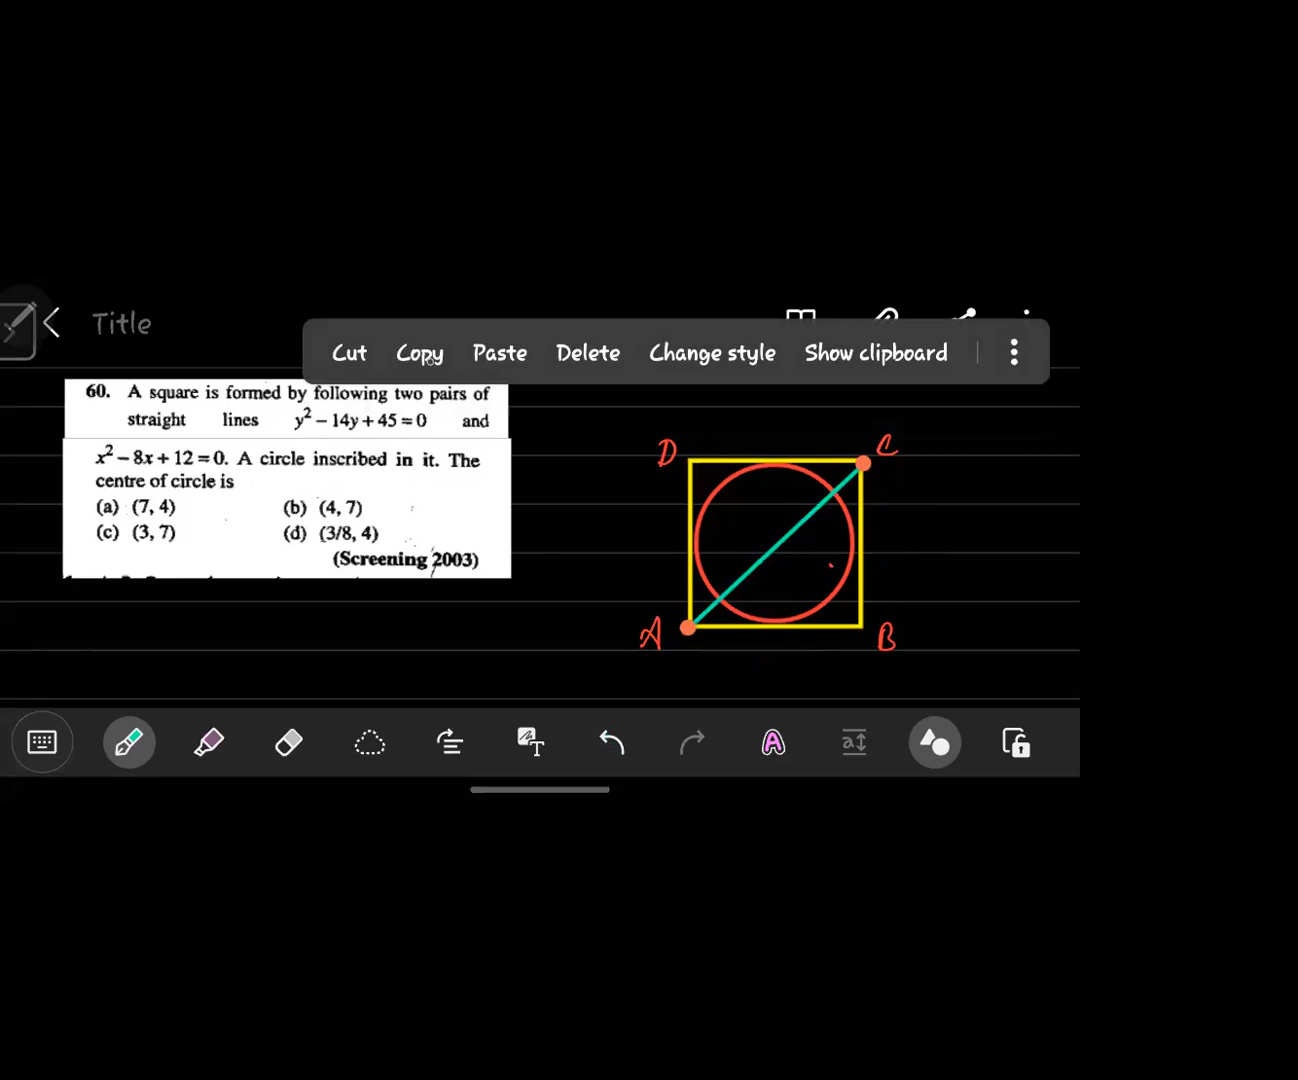 Title
Cut Copy Paste Delete Change style Show clipboard
60. A square is formed by following two pairs of
straight lines y² – 14y + 45 = 0 and
x² – 8x + 12 = 0. A circle inscribed in it. The
centre of circle is
(a) (7, 4) (b) (4, 7)
(c) (3, 7) (d) (3/8, 4)
(Screening 2003)
D C
A B